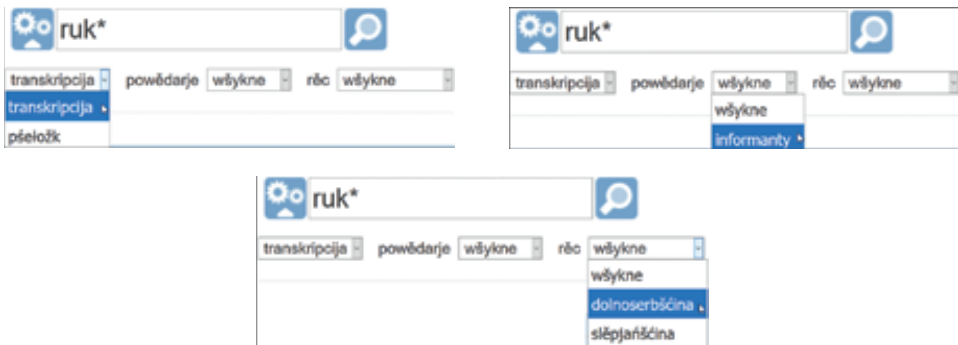 ruk*
transkripcija powědarje wšykne rěc wšykne
transkripcija
pśełožk
ruk*
transkripcija powědarje wšykne rěc wšykne
wšykne
informanty
ruk*
transkripcija powědarje wšykne rěc wšykne
wšykne
dolnoserbšćina
slěpjańšćina